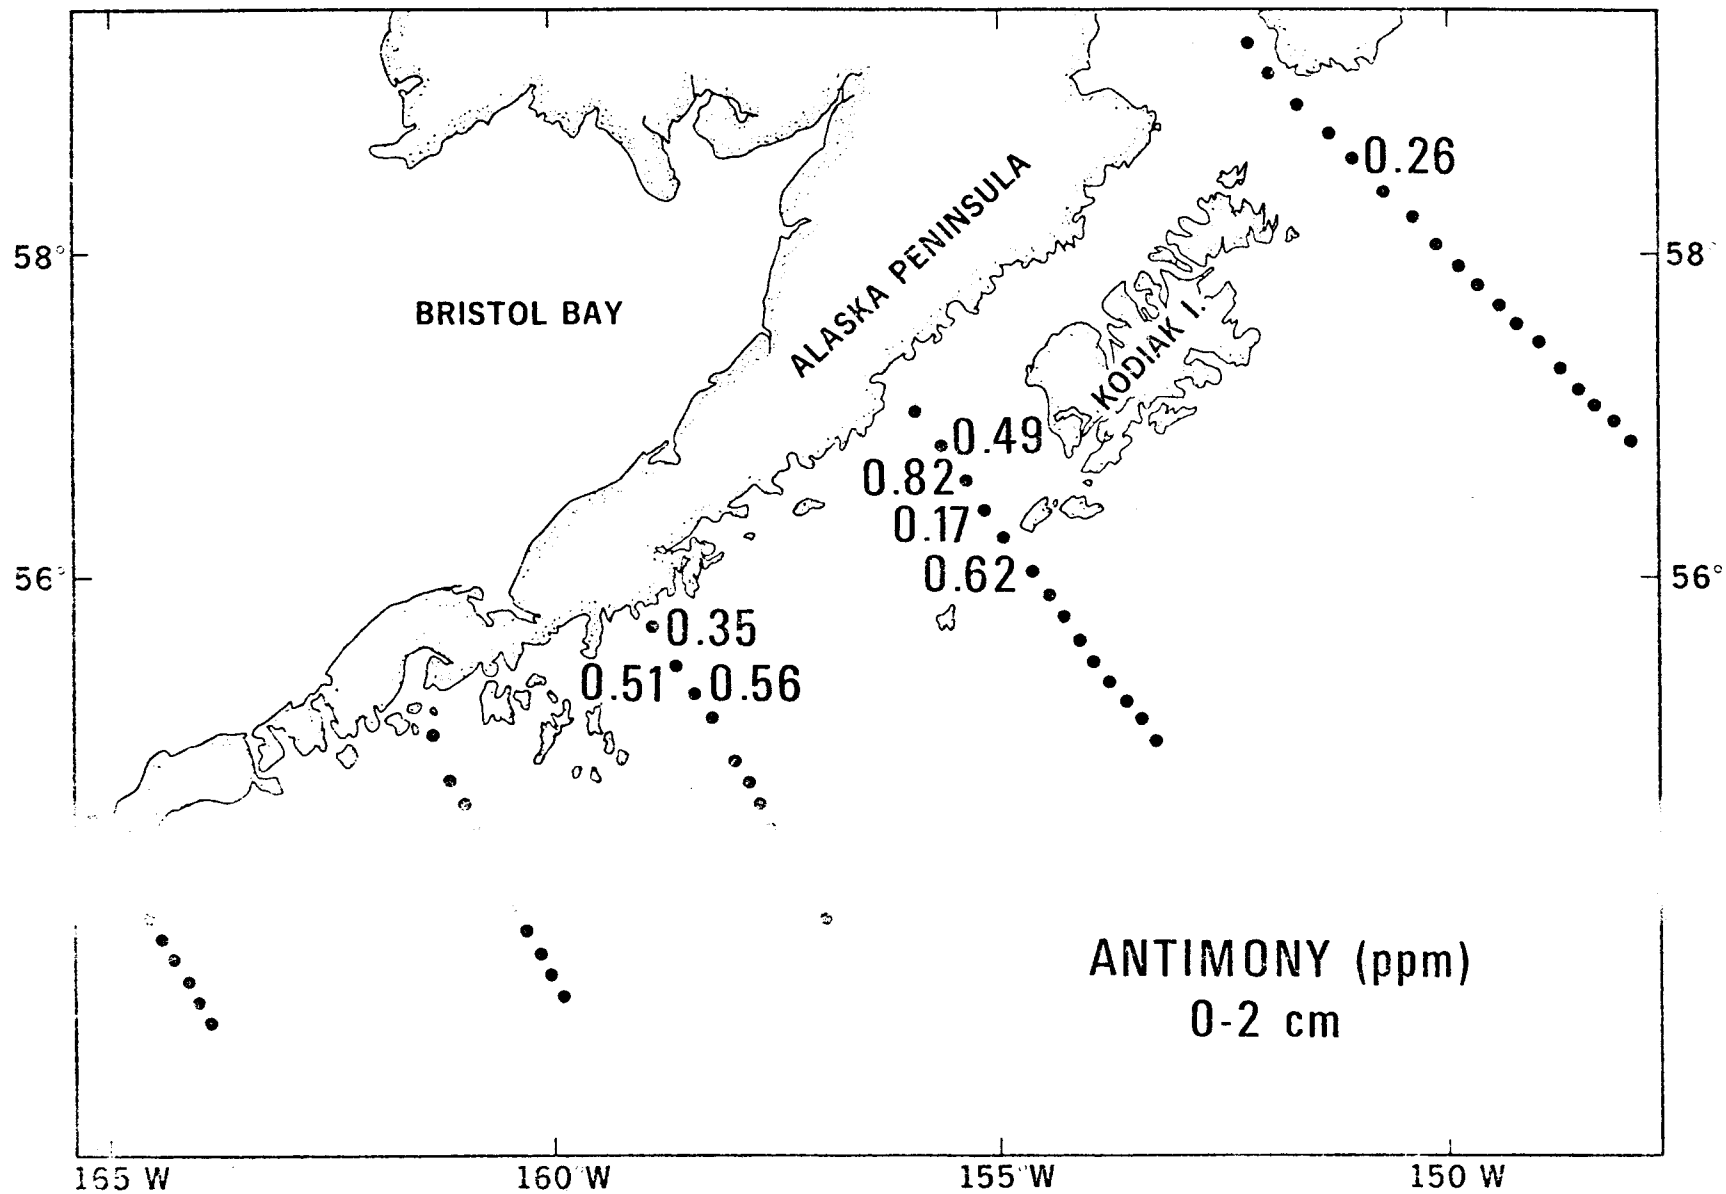 0.26
ALASKA PENINSULA
58°
58°
BRISTOL BAY
KODIAK I.
0.49
0.82
0.17
56°
0.62
56°
0.35
0.51
0.56
ANTIMONY (ppm)
0-2 cm
165 W
160°W
155°W
150 W